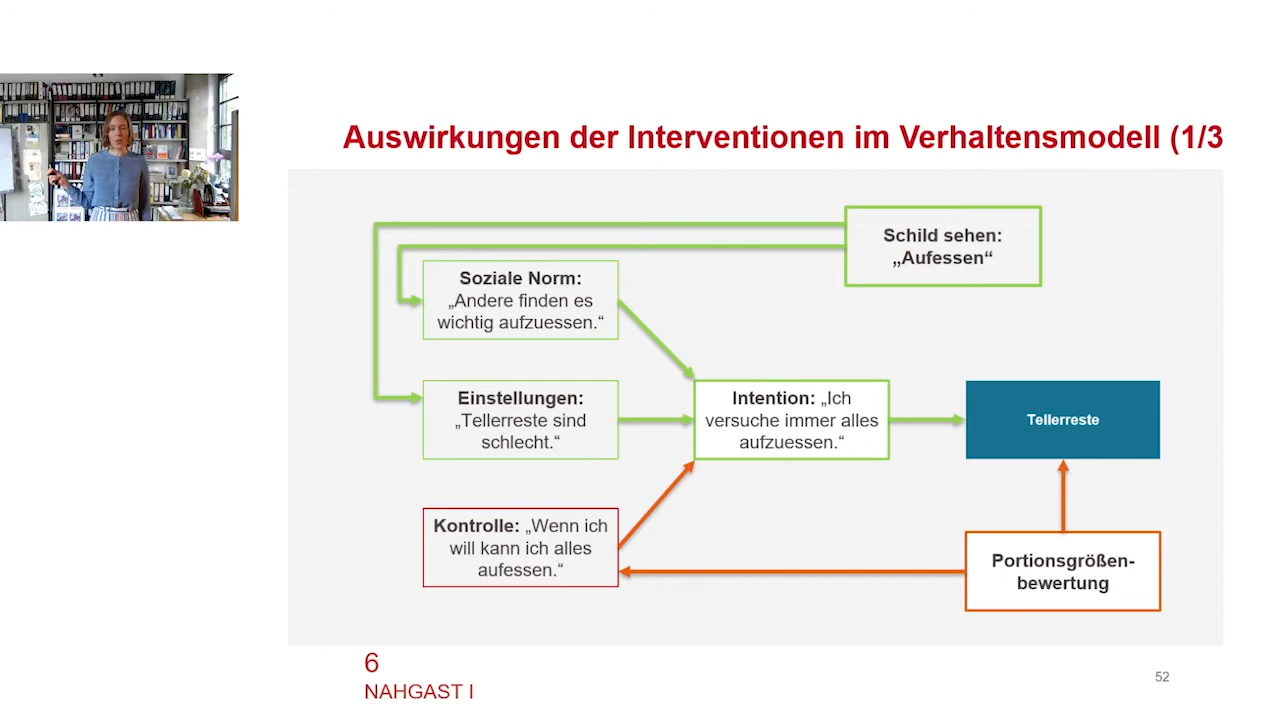 Auswirkungen der Interventionen im Verhaltensmodell (1/3
Schild sehen:
„Aufessen“
Soziale Norm:
„Andere finden es
wichtig aufzuessen.“
Einstellungen:
„Tellerreste sind
schlecht.“
Intention: „Ich
versuche immer alles
aufzuessen.“
Tellerreste
Kontrolle: „Wenn ich
will kann ich alles
aufessen.“
Portionsgrößen-
bewertung
6
NAHGAST I
52